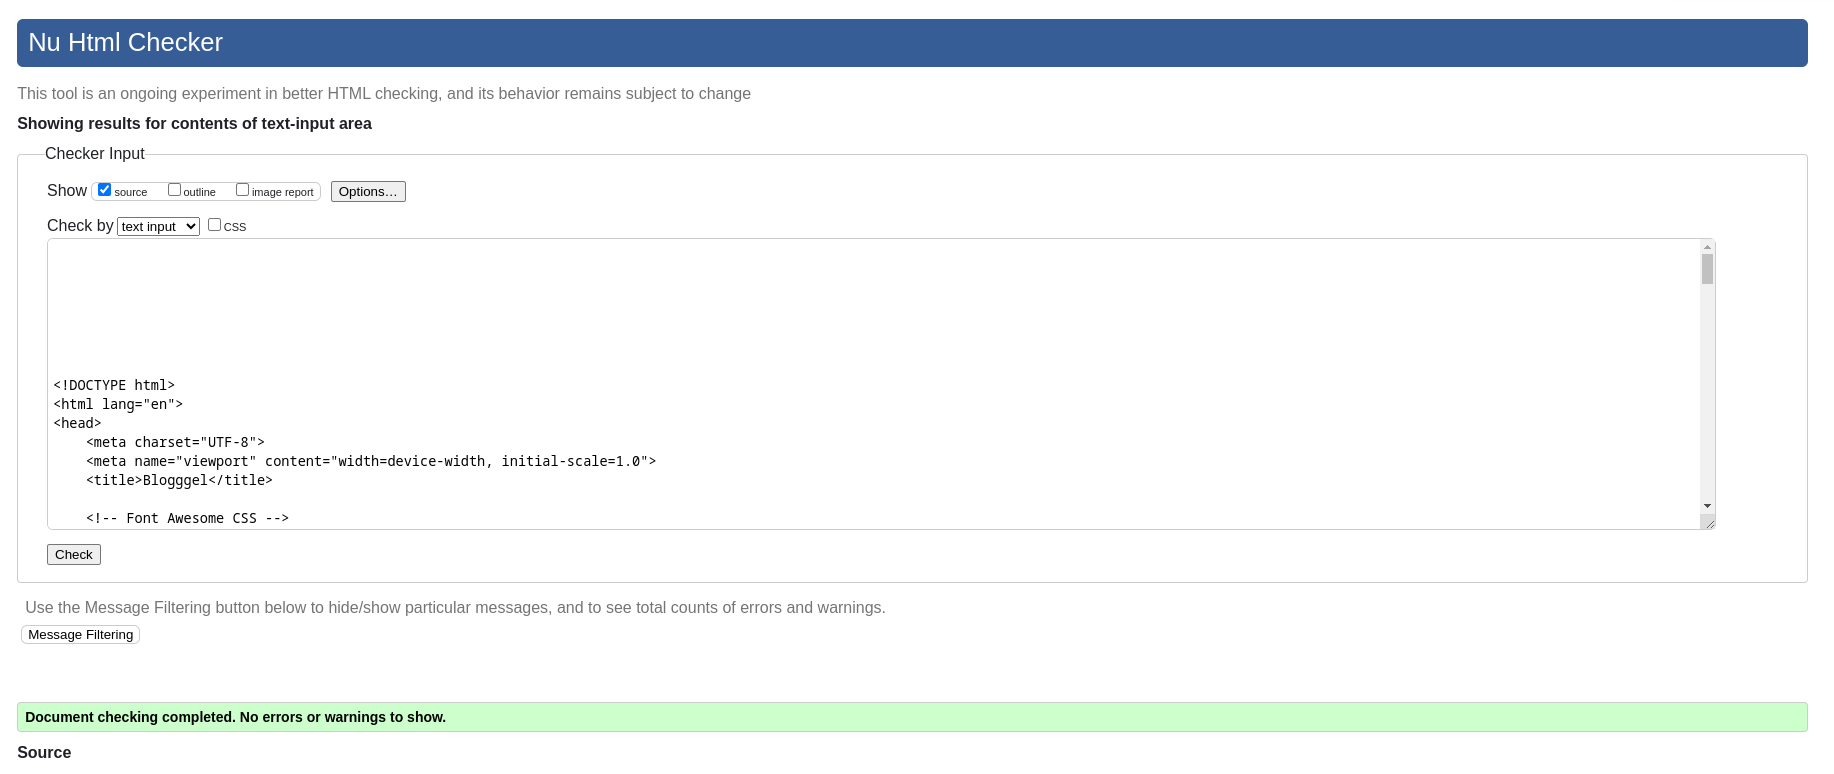 Nu Html Checker
This tool is an ongoing experiment in better HTML checking, and its behavior remains subject to change
Showing results for contents of text-input area
Checker Input
Show source outline image report Options…
Check by text input CSS
<!DOCTYPE html>
<html lang="en">
<head>
    <meta charset="UTF-8">
    <meta name="viewport" content="width=device-width, initial-scale=1.0">
    <title>Blogggel</title>
    <!-- Font Awesome CSS -->
Check
Use the Message Filtering button below to hide/show particular messages, and to see total counts of errors and warnings.
Message Filtering
Document checking completed. No errors or warnings to show.
Source